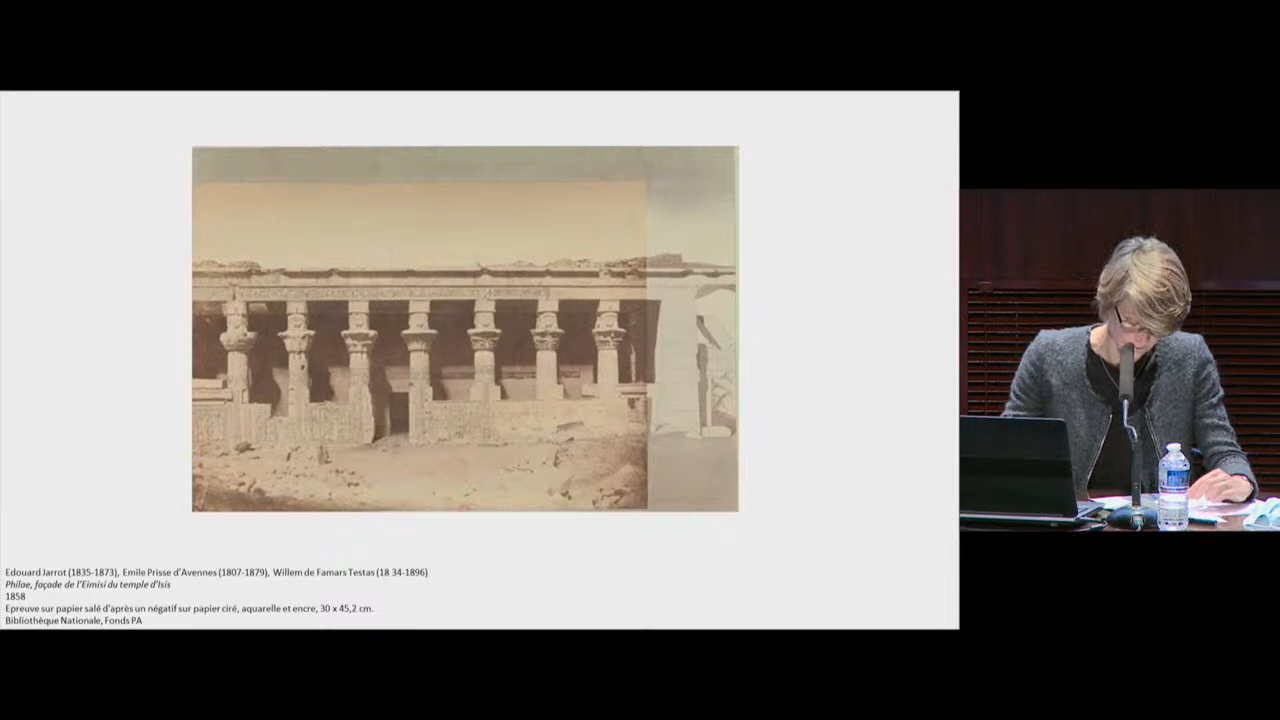 Edouard Jarrot (1835-1873), Emile Prisse d'Avennes (1807-1879), Willem de Famars Testas (18 34-1896)
Philae, façade de l'Eimisi du temple d'Isis
1858
Epreuve sur papier salé d'après un négatif sur papier ciré, aquarelle et encre, 30 x 45,2 cm.
Bibliothèque Nationale, Fonds PA